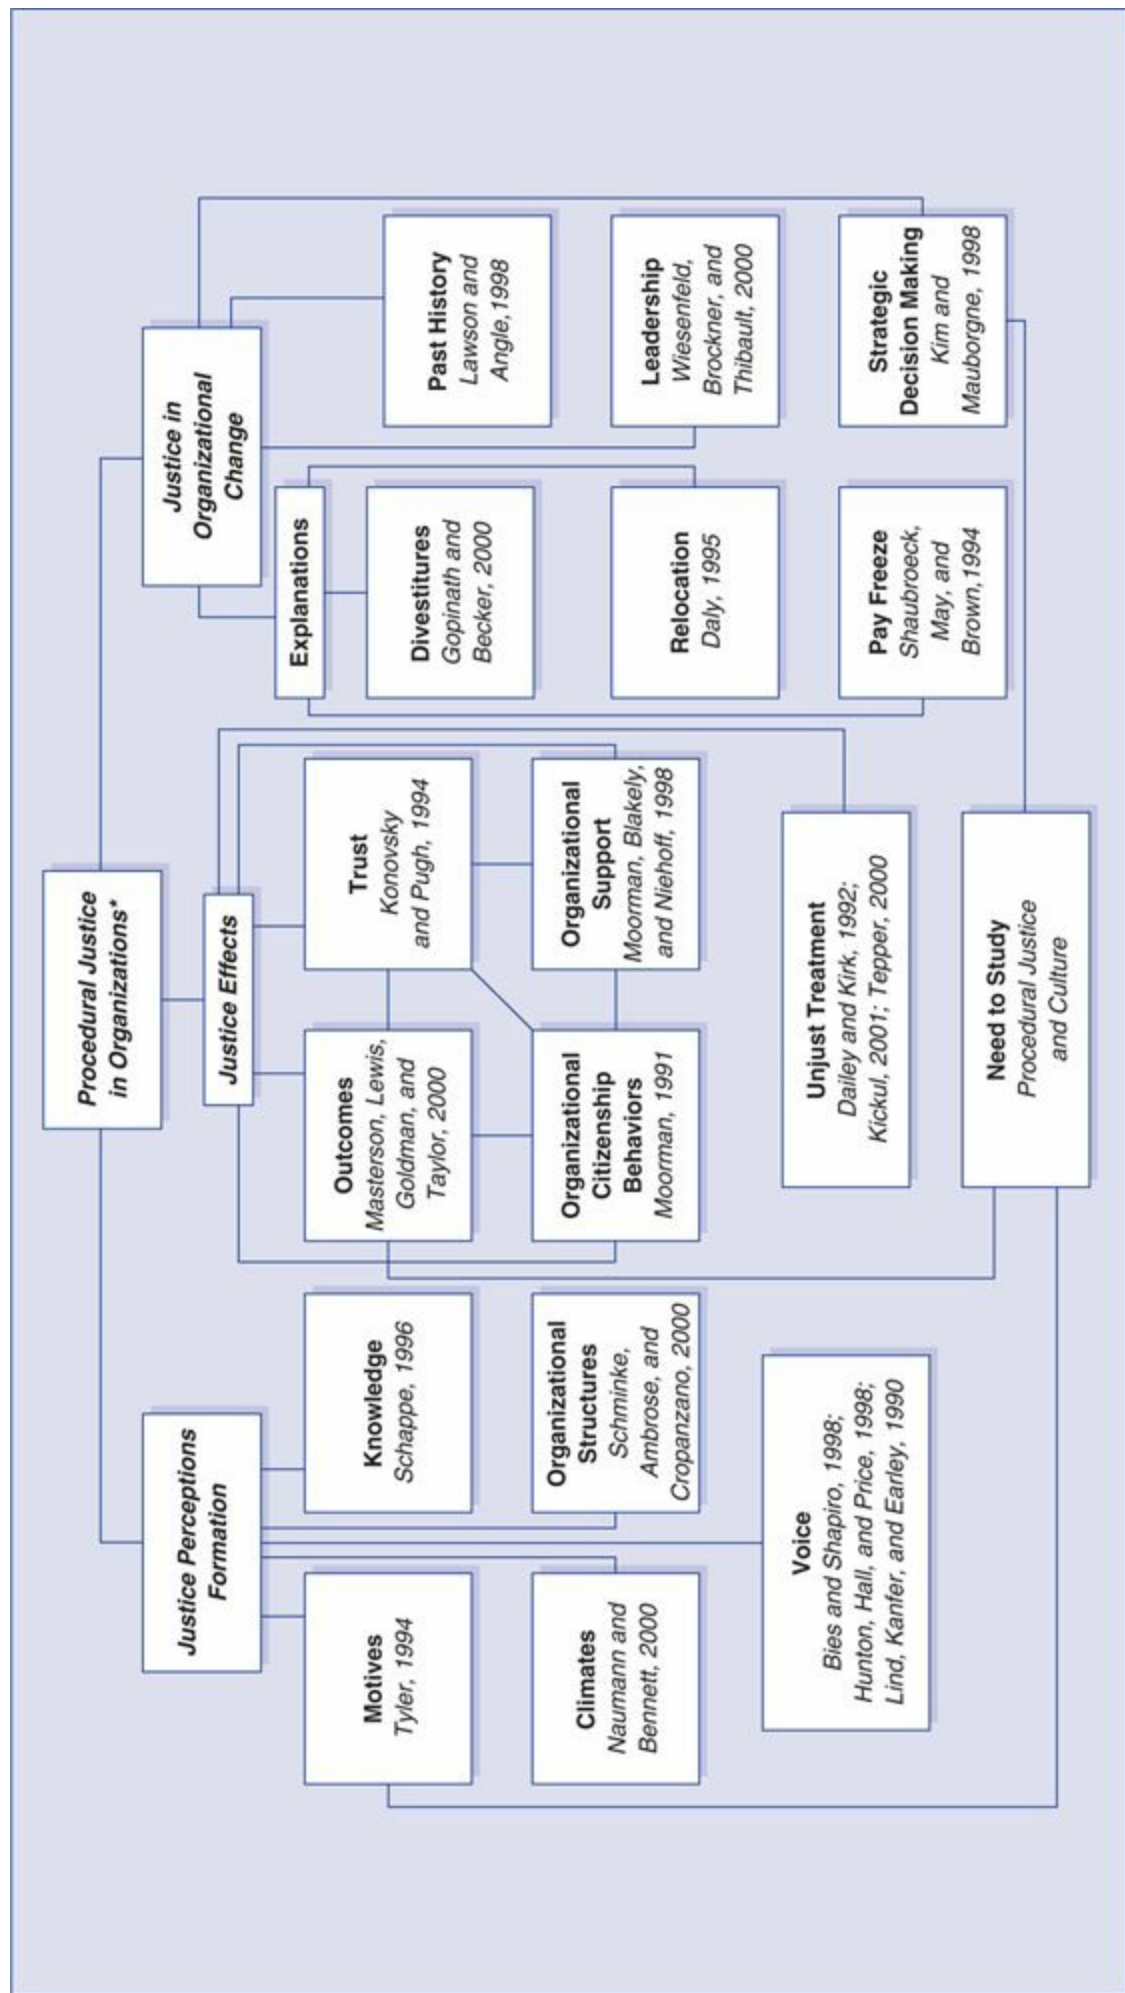 Procedural Justice
in Organizations*
Justice Perceptions
Formation
Justice Effects
Justice in
Organizational
Change
Motives
Tyler, 1994
Knowledge
Schappe, 1996
Climates
Naumann and
Bennett, 2000
Organizational
Structures
Schminke,
Ambrose, and
Cropanzano, 2000
Voice
Bies and Shapiro, 1998;
Hunton, Hall, and Price, 1998;
Lind, Kanfer, and Earley, 1990
Outcomes
Masterson, Lewis,
Goldman, and
Taylor, 2000
Trust
Konovsky
and Pugh, 1994
Organizational
Citizenship
Behaviors
Moorman, 1991
Organizational
Support
Moorman, Blakely,
and Niehoff, 1998
Unjust Treatment
Dailey and Kirk, 1992;
Kickul, 2001; Tepper, 2000
Need to Study
Procedural Justice
and Culture
Explanations
Divestitures
Gopinath and
Becker, 2000
Relocation
Daly, 1995
Pay Freeze
Shaubroeck,
May, and
Brown,1994
Past History
Lawson and
Angle,1998
Leadership
Wiesenfeld,
Brockner, and
Thibault, 2000
Strategic
Decision Making
Kim and
Mauborgne, 1998